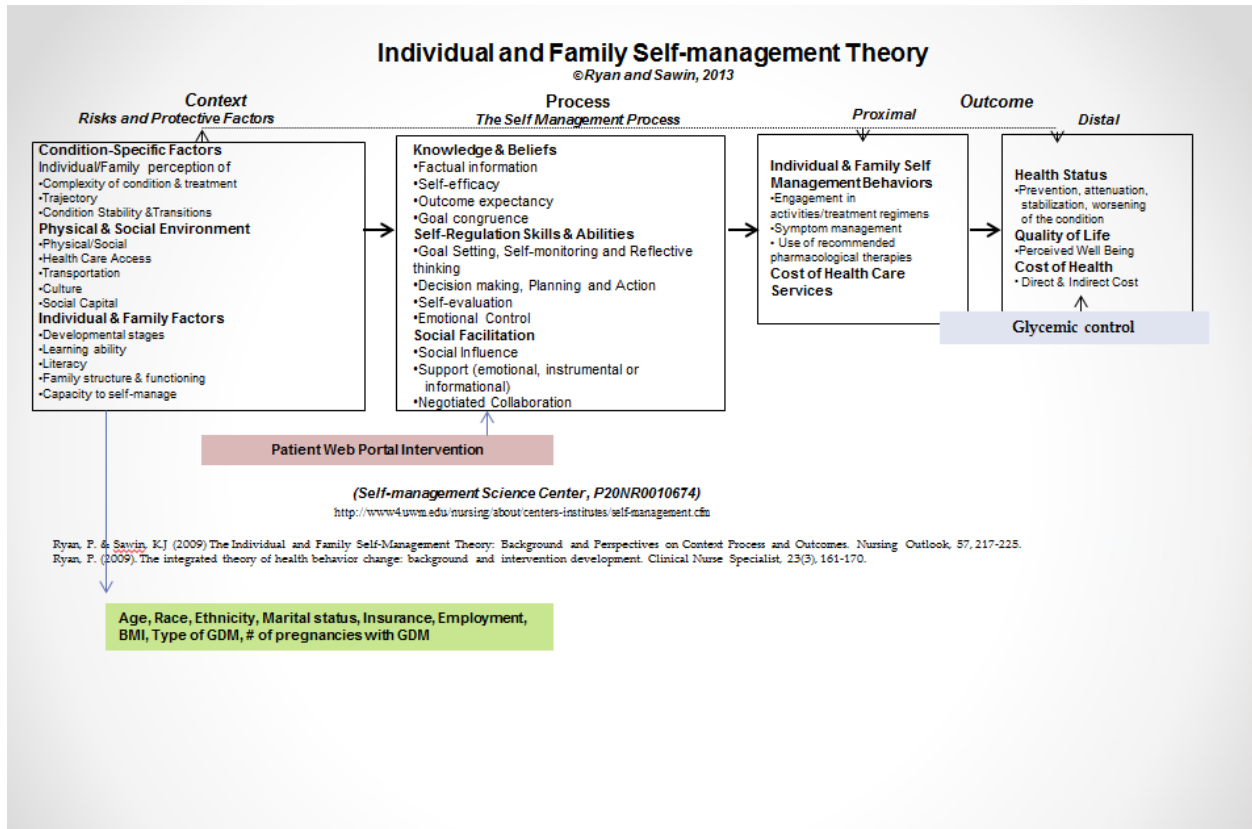 Individual and Family Self-management Theory
©Ryan and Sawin, 2013
Context
Risks and Protective Factors
Process
The Self Management Process
Outcome
Proximal
Distal
Condition-Specific Factors
Individual/Family perception of
•Complexity of condition & treatment
•Trajectory
•Condition Stability &Transitions
Physical & Social Environment
•Physical/Social
•Health Care Access
•Transportation
•Culture
•Social Capital
Individual & Family Factors
•Developmental stages
•Learning ability
•Literacy
•Family structure & functioning
•Capacity to self-manage
Knowledge & Beliefs
•Factual information
•Self-efficacy
•Outcome expectancy
•Goal congruence
Self-Regulation Skills & Abilities
•Goal Setting, Self-monitoring and Reflective
thinking
•Decision making, Planning and Action
•Self-evaluation
•Emotional Control
Social Facilitation
•Social Influence
•Support (emotional, instrumental or
informational)
•Negotiated Collaboration
Individual & Family Self
Management Behaviors
•Engagement in
activities/treatment regimens
•Symptom management
• Use of recommended
pharmacological therapies
Cost of Health Care
Services
Health Status
•Prevention, attenuation,
stabilization, worsening
of the condition
Quality of Life
•Perceived Well Being
Cost of Health
• Direct & Indirect Cost
Glycemic control
Patient Web Portal Intervention
(Self-management Science Center, P20NR0010674)
http://www4.uwm.edu/nursing/about/centers-institutes/self-management.cfm
Ryan, P. & Sawin, K.J (2009) The Individual and Family Self-Management Theory: Background and Perspectives on Context Process and Outcomes. Nursing Outlook, 57, 217-225.
Ryan, P. (2009). The integrated theory of health behavior change: background and intervention development. Clinical Nurse Specialist, 23(3), 161-170.
Age, Race, Ethnicity, Marital status, Insurance, Employment,
BMI, Type of GDM, # of pregnancies with GDM